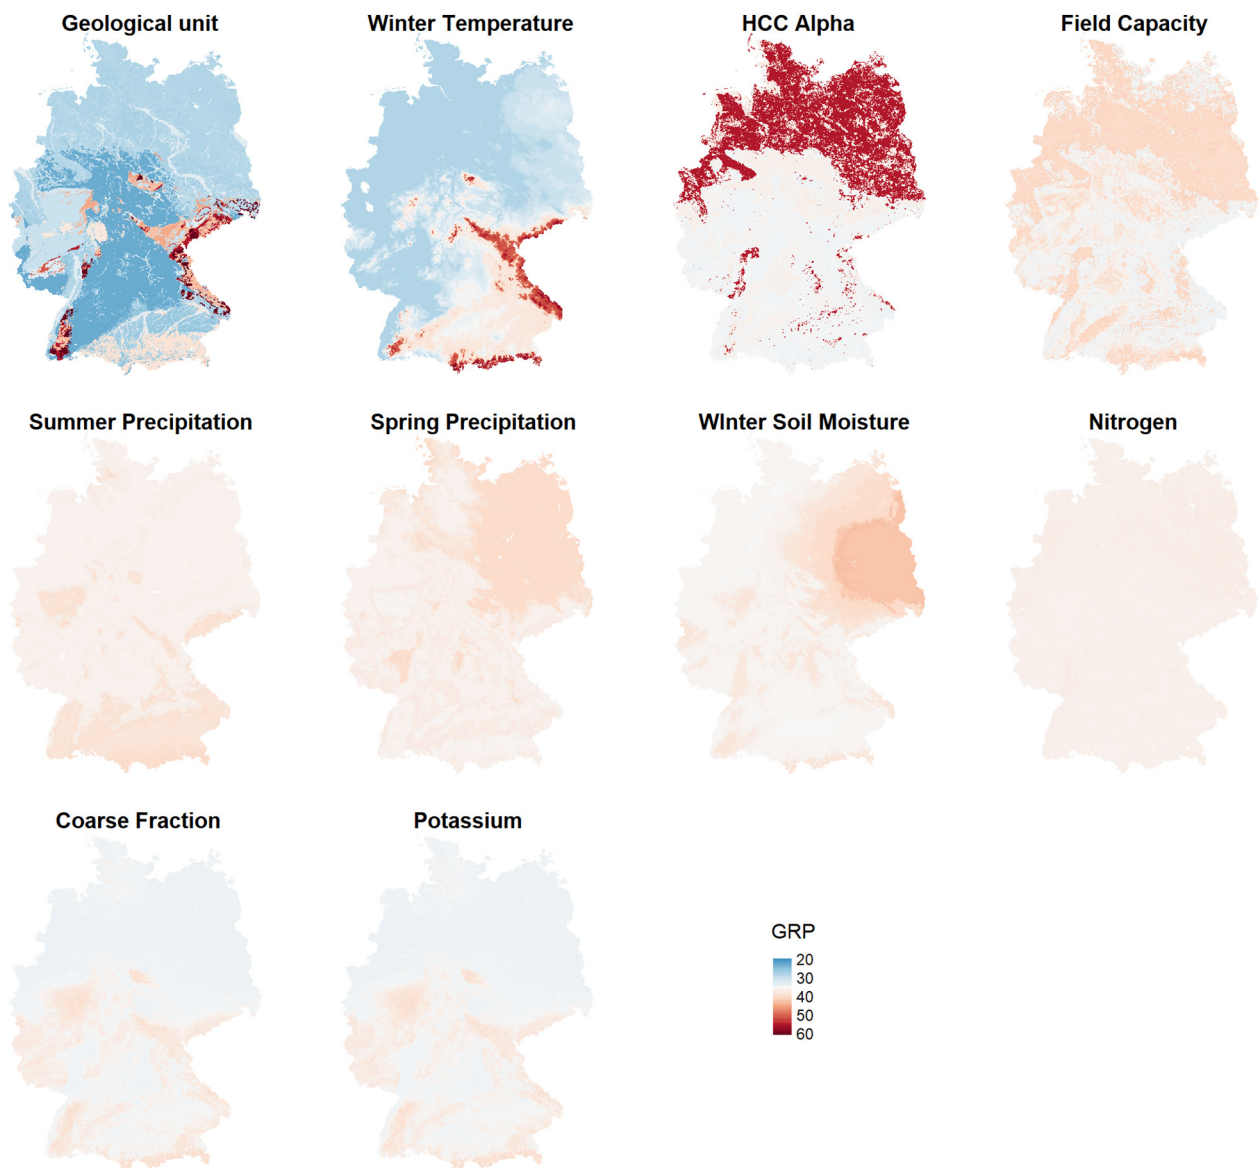 Geological unit
Winter Temperature
HCC Alpha
Field Capacity
Summer Precipitation
Spring Precipitation
WInter Soil Moisture
Nitrogen
Coarse Fraction
Potassium
GRP
20
30
40
50
60